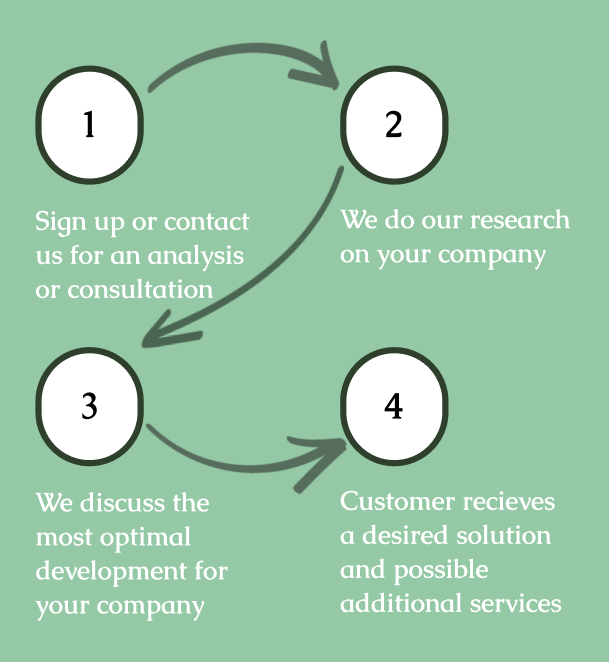 1
Sign up or contact
us for an analysis
or consultation
2
We do our research
on your company
3
We discuss the
most optimal
development for
your company
4
Customer recieves
a desired solution
and possible
additional services